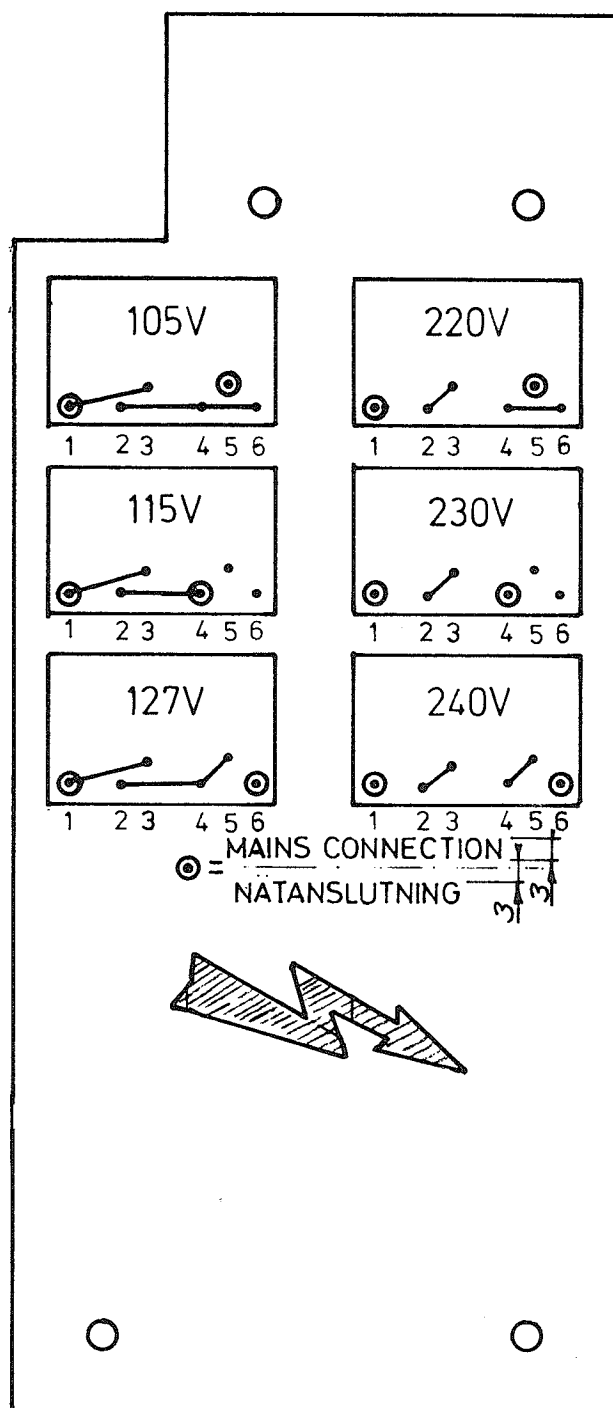 105V
1 2 3 4 5 6
220V
1 2 3 4 5 6
115V
1 2 3 4 5 6
230V
1 2 3 4 5 6
127V
1 2 3 4 5 6
240V
1 2 3 4 5 6
= MAINS CONNECTION
NÄTANSLUTNING
3
3